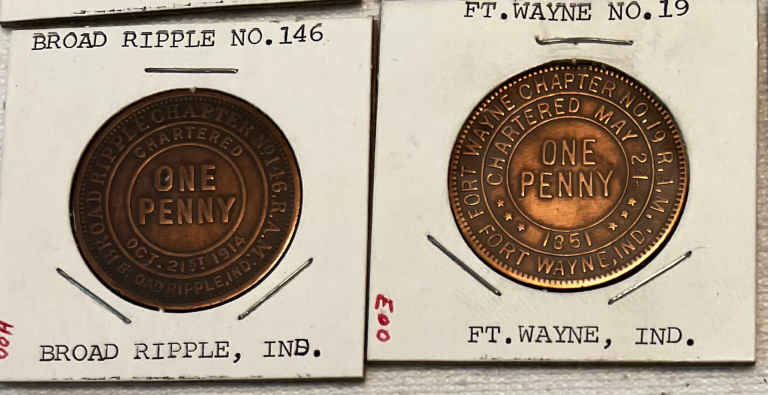 BROAD RIPPLE NO.146
BROAD RIPPLE CHAPTER NO.146.R.A.M.
CHARTERED
ONE
PENNY
OCT. 21ST 1914
BROAD RIPPLE,IND.
BROAD RIPPLE, IND.
FT.WAYNE NO.19
FORT WAYNE CHAPTER NO.19 R.A.M.
CHARTERED MAY 21
ONE
PENNY
1851
FORT WAYNE,IND.
E00
FT.WAYNE, IND.